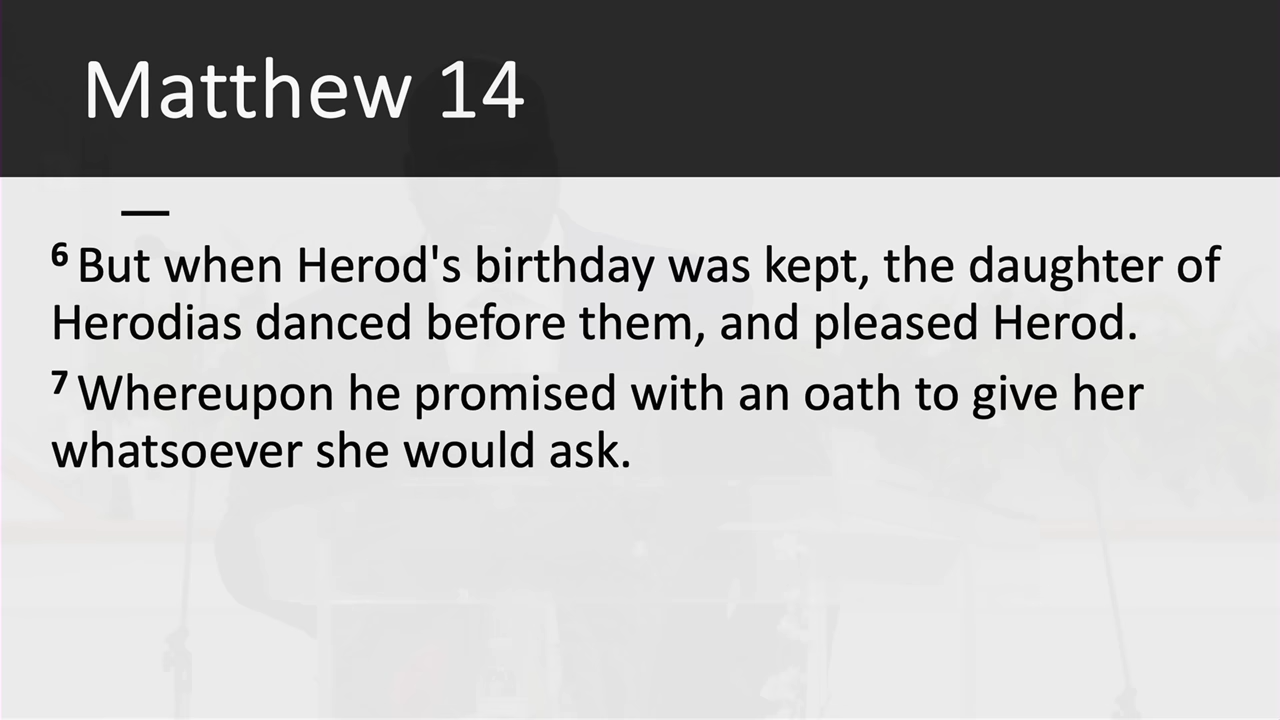 Matthew 14
6 But when Herod's birthday was kept, the daughter of
Herodias danced before them, and pleased Herod.
7 Whereupon he promised with an oath to give her
whatsoever she would ask.